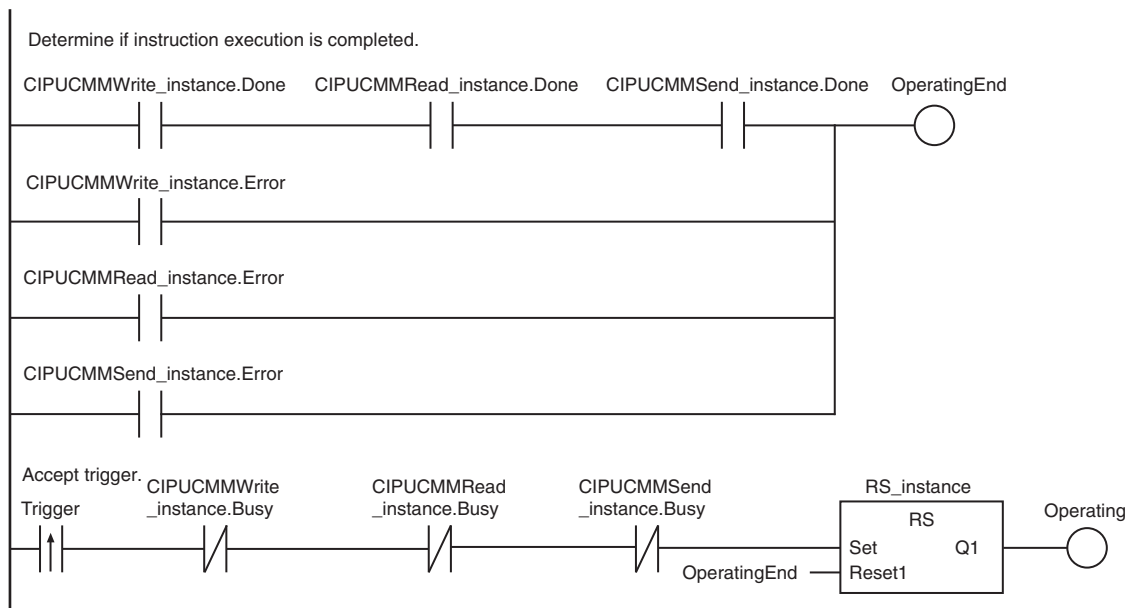 Determine if instruction execution is completed.
CIPUCMMWrite_instance.Done CIPUCMMRead_instance.Done CIPUCMMSend_instance.Done OperatingEnd
CIPUCMMWrite_instance.Error
CIPUCMMRead_instance.Error
CIPUCMMSend_instance.Error
Accept trigger.
Trigger
CIPUCMMWrite
_instance.Busy
CIPUCMMRead
_instance.Busy
CIPUCMMSend
_instance.Busy
RS_instance
RS
Set Q1
OperatingEnd Reset1
Operating